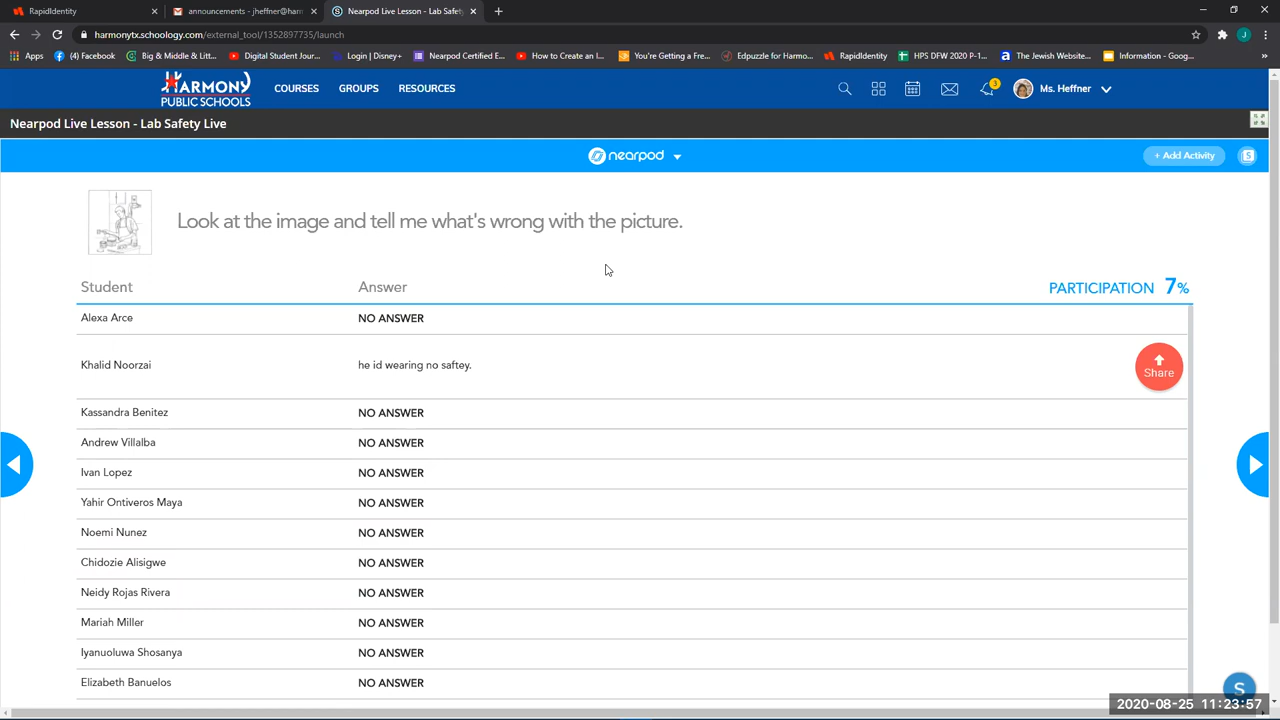 RapidIdentity
announcements - jheffner@harm
Nearpod Live Lesson - Lab Safety
harmonytx.schoology.com/external_tool/1352897735/launch
Apps
(4) Facebook
Big & Middle & Litt...
Digital Student Jour...
Login | Disney+
Nearpod Certified E...
How to Create an I...
You're Getting a Fre...
Edpuzzle for Harmo...
RapidIdentity
HPS DFW 2020 P-1...
The Jewish Website...
Information - Goog...
HARMONY
PUBLIC SCHOOLS
COURSES
GROUPS
RESOURCES
3
Ms. Heffner
Nearpod Live Lesson - Lab Safety Live
nearpod
+ Add Activity
S
Look at the image and tell me what's wrong with the picture.
Student Answer PARTICIPATION 7%
Alexa Arce NO ANSWER
Khalid Noorzai he id wearing no saftey.
Share
Kassandra Benitez NO ANSWER
Andrew Villalba NO ANSWER
Ivan Lopez NO ANSWER
Yahir Ontiveros Maya NO ANSWER
Noemi Nunez NO ANSWER
Chidozie Alisigwe NO ANSWER
Neidy Rojas Rivera NO ANSWER
Mariah Miller NO ANSWER
Iyanuoluwa Shosanya NO ANSWER
Elizabeth Banuelos NO ANSWER
S
2020-08-25 11:23:57